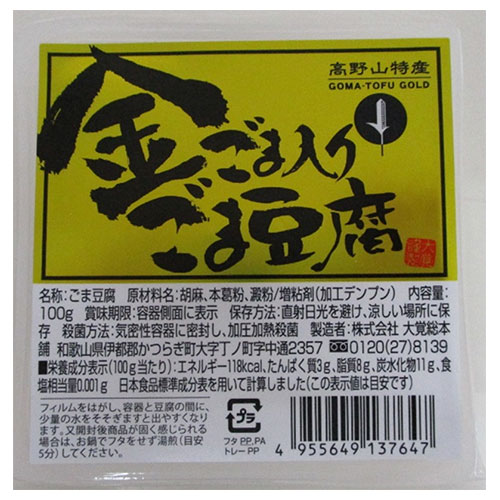 高野山特産
GOMA-TOFU GOLD
金ごま入り
ごま豆腐
名称:ごま豆腐 原材料名:胡麻、本葛粉、澱粉/増粘剤(加工デンプン) 内容量:
100g 賞味期限:容器側面に表示 保存方法:直射日光を避け、涼しい場所に保
存 殺菌方法:気密性容器に密封し、加圧加熱殺菌 製造者:株式会社 大覚総本
舗 和歌山県伊都郡かつらぎ町大字丁ノ町字中通2357 ☎0120(27)8139
■栄養成分表示(100g当たり):エネルギー118kcal、たんぱく質3g、脂質8g、炭水化物11g、食
塩相当量0.001g 日本食品標準成分表を用いて計算しました(この表示値は目安です)
フィルムをはがし、容器と豆腐の間に、
少量の水をそそぎますと出やすくなり
ます。又開封後商品が固く感じられる
場合は、お鍋でフタをせず湯煎(目安
5分)してください。
プラ
フタ PP,PA
トレー PP
4 955649 137647